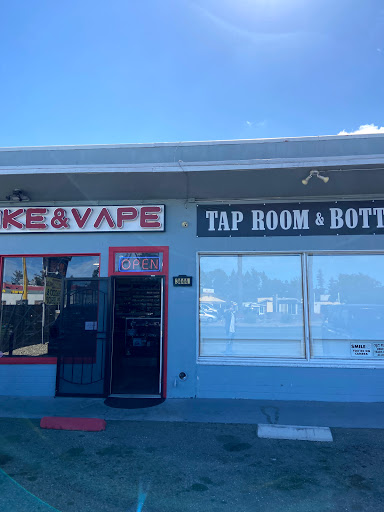 KE & VAPE
TAP ROOM & BOTT
OPEN
SMILE